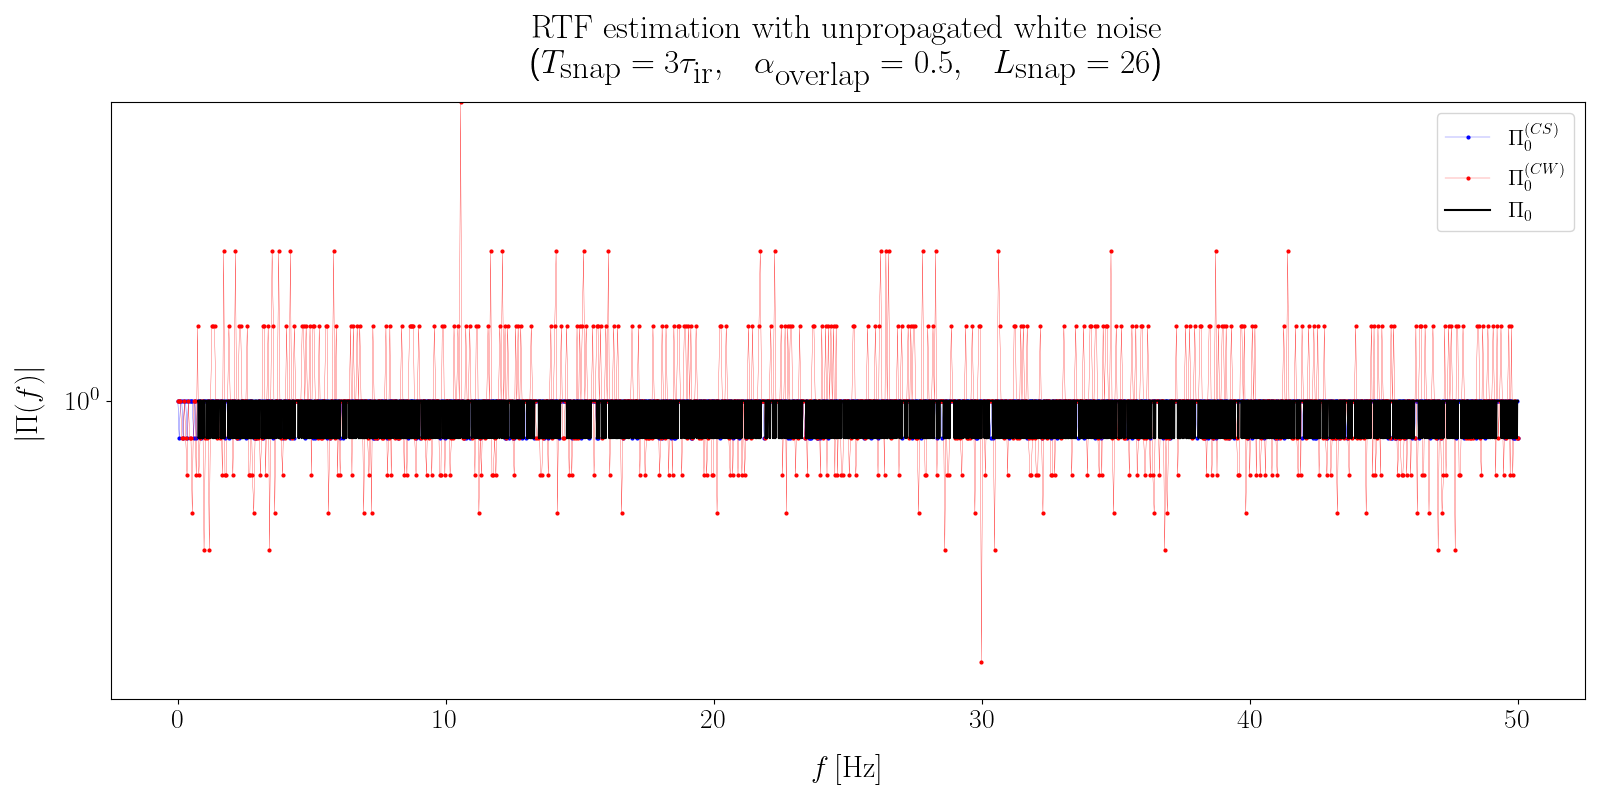 RTF estimation with unpropagated white noise
(T_snap = 3τ_ir, α_overlap = 0.5, L_snap = 26)
Π_0^(CS)
Π_0^(CW)
Π_0
|Π(f)|
10^0
0 10 20 30 40 50
f [Hz]